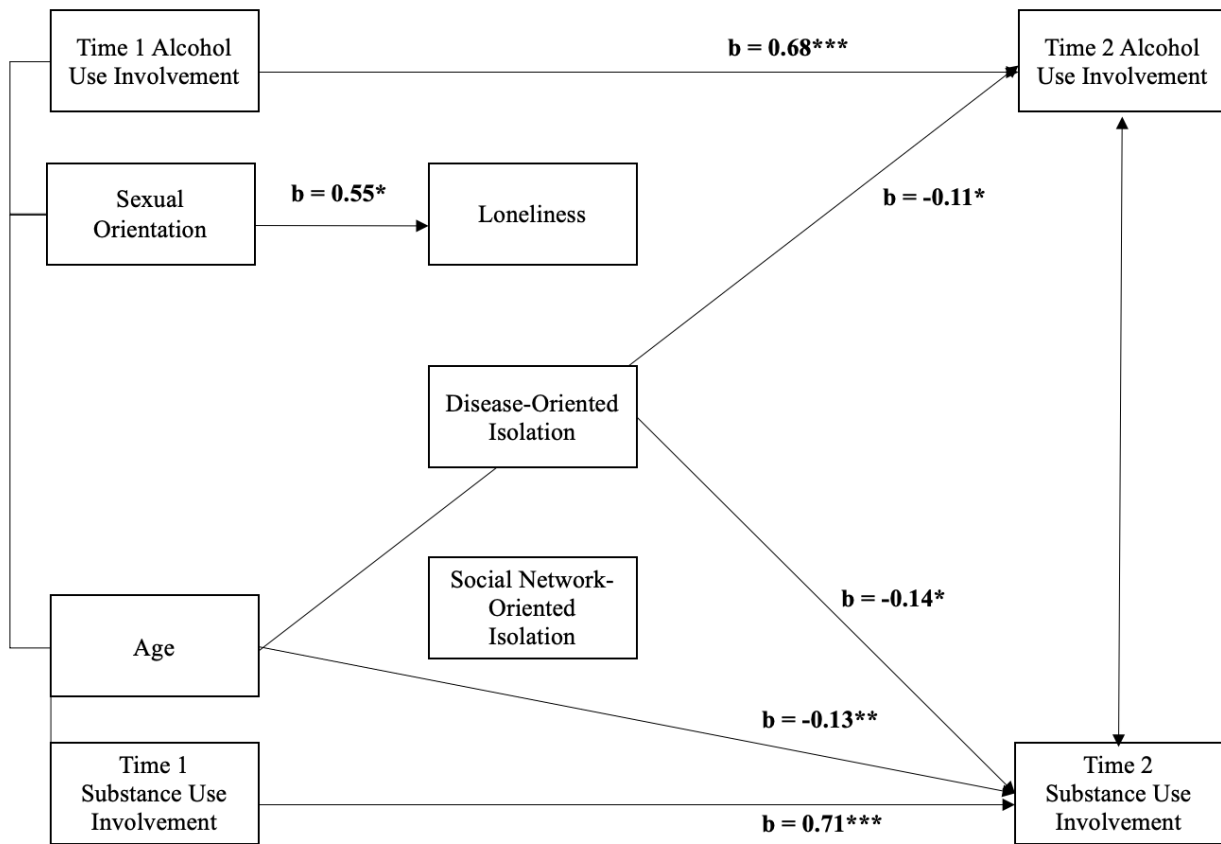 Time 1 Alcohol
Use Involvement
b = 0.68***
Time 2 Alcohol
Use Involvement
Sexual
Orientation
b = 0.55*
Loneliness
b = -0.11*
Disease-Oriented
Isolation
Social Network-
Oriented
Isolation
b = -0.14*
Age
b = -0.13**
Time 1
Substance Use
Involvement
b = 0.71***
Time 2
Substance Use
Involvement